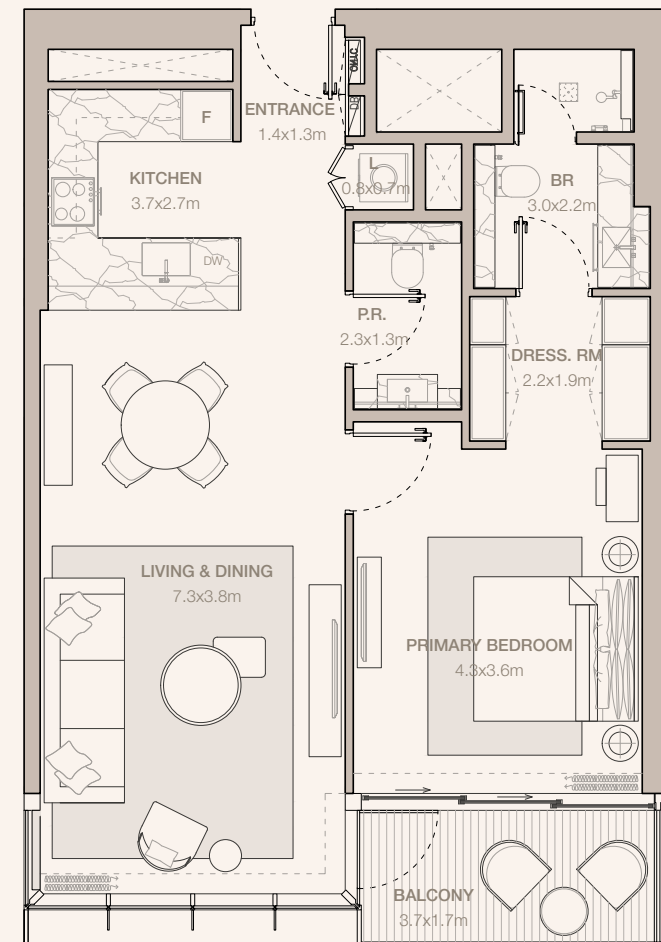 ENTRANCE
1.4x1.3m
F
KITCHEN
3.7x2.7m
L
0.8x0.7m
BR
3.0x2.2m
DW
P.R.
2.3x1.3m
DRESS. RM
2.2x1.9m
LIVING & DINING
7.3x3.8m
PRIMARY BEDROOM
4.3x3.6m
BALCONY
3.7x1.7m